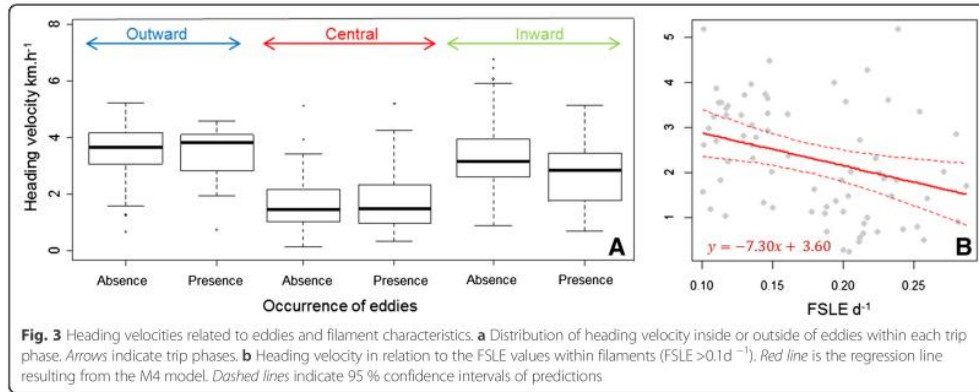 Outward Central Inward
Heading velocity km.h⁻¹
8
6
4
2
0
A
Absence Presence Absence Presence Absence Presence
Occurrence of eddies
5
4
3
2
1
y = −7.30x + 3.60
B
0.10 0.15 0.20 0.25
FSLE d⁻¹
Fig. 3 Heading velocities related to eddies and filament characteristics. a Distribution of heading velocity inside or outside of eddies within each trip
phase. Arrows indicate trip phases. b Heading velocity in relation to the FSLE values within filaments (FSLE >0.1d ⁻¹). Red line is the regression line
resulting from the M4 model. Dashed lines indicate 95 % confidence intervals of predictions